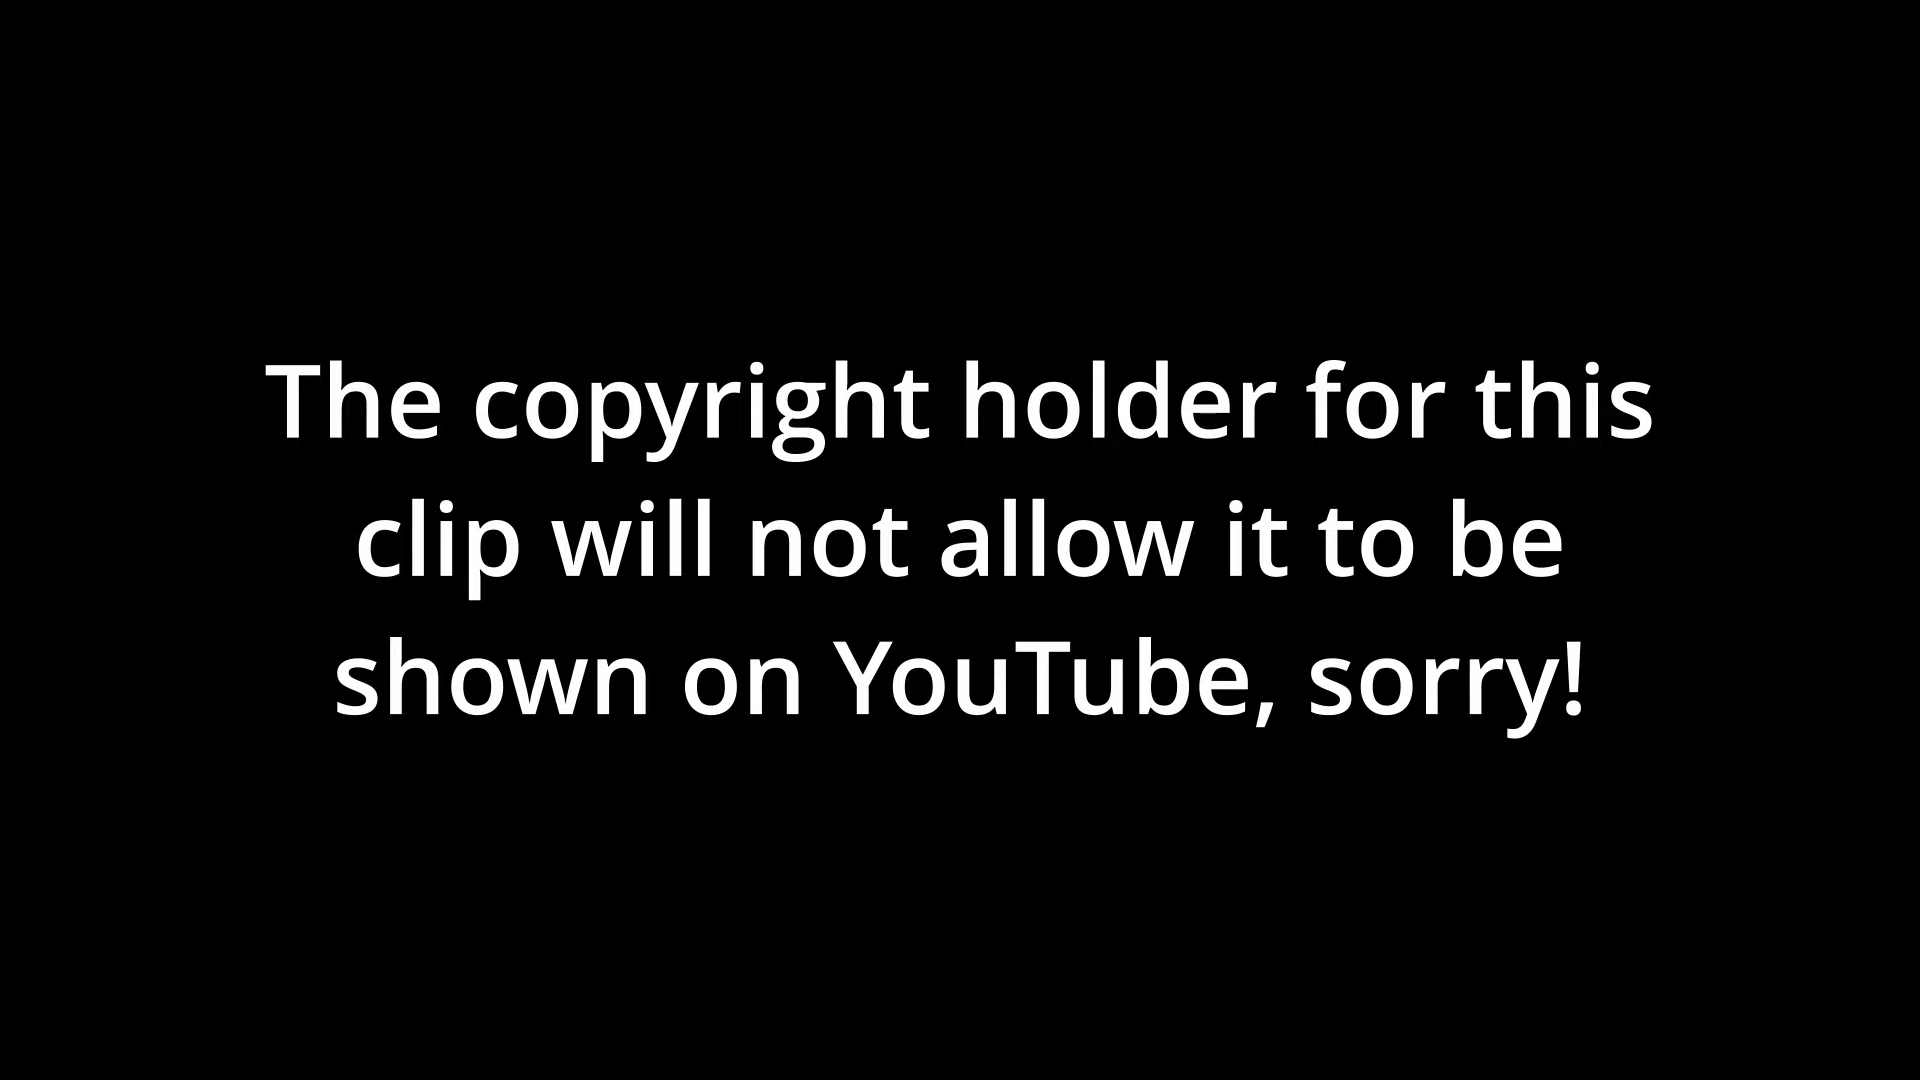 The copyright holder for this
clip will not allow it to be
shown on YouTube, sorry!